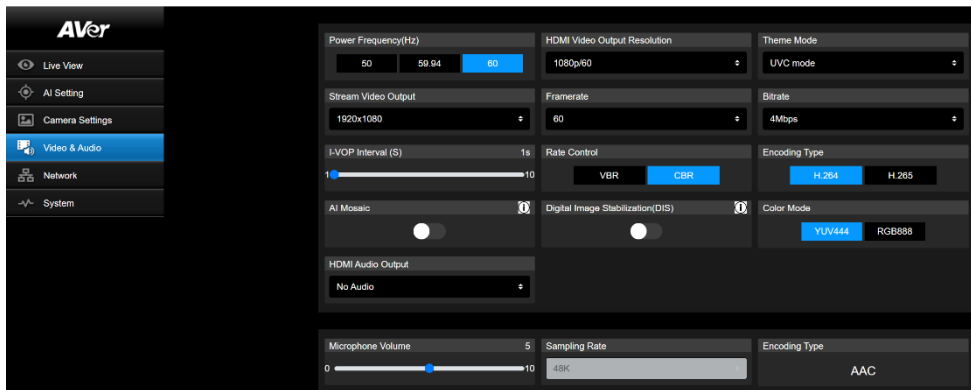 AVer
Live View
AI Setting
Camera Settings
Video & Audio
Network
System
Power Frequency(Hz)
50 59.94 60
HDMI Video Output Resolution
1080p/60
Theme Mode
UVC mode
Stream Video Output
1920x1080
Framerate
60
Bitrate
4Mbps
I-VOP Interval (S) 1s
1 10
Rate Control
VBR CBR
Encoding Type
H.264 H.265
AI Mosaic
Digital Image Stabilization(DIS)
Color Mode
YUV444 RGB888
HDMI Audio Output
No Audio
Microphone Volume 5
0 10
Sampling Rate
48K
Encoding Type
AAC